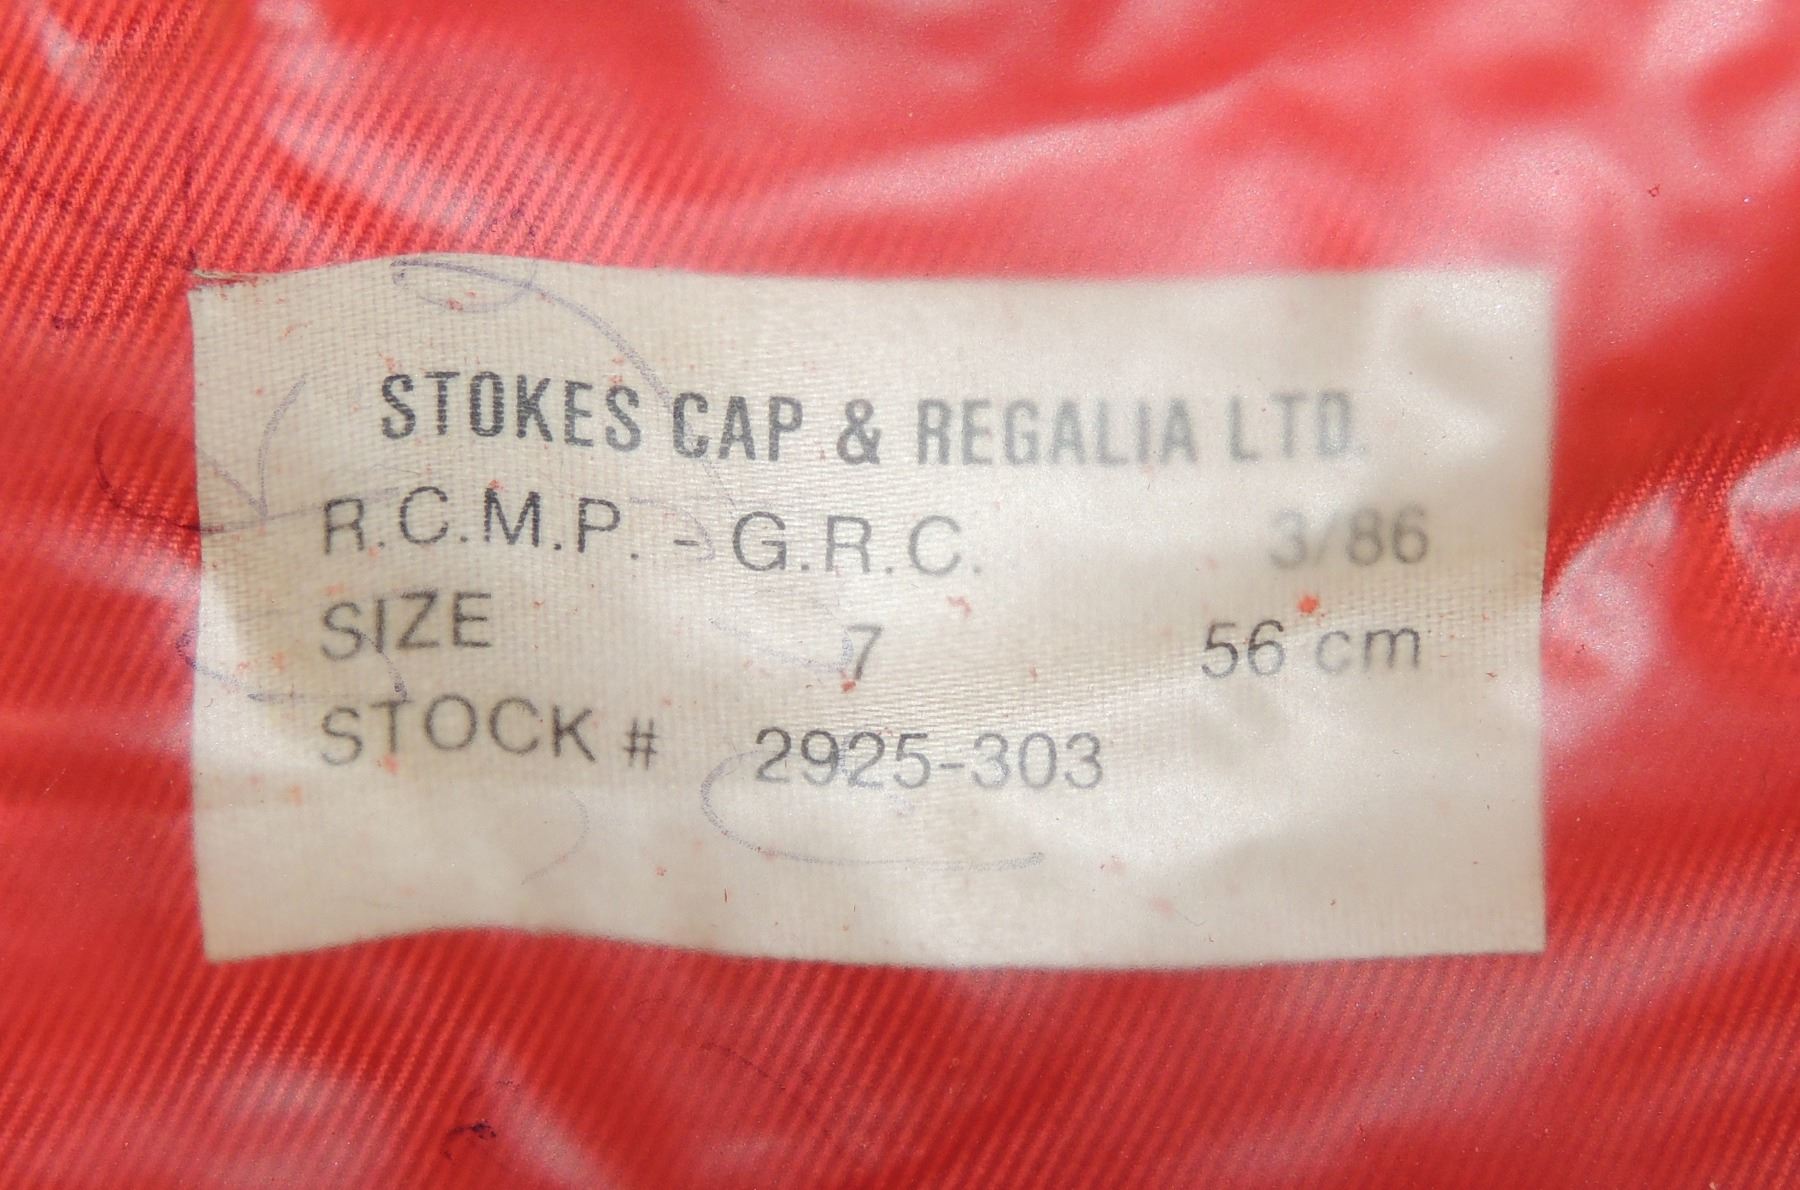 STOKES CAP & REGALIA LTD.
R.C.M.P. - G.R.C. 3/86
SIZE 7 56 cm
STOCK # 2925-303